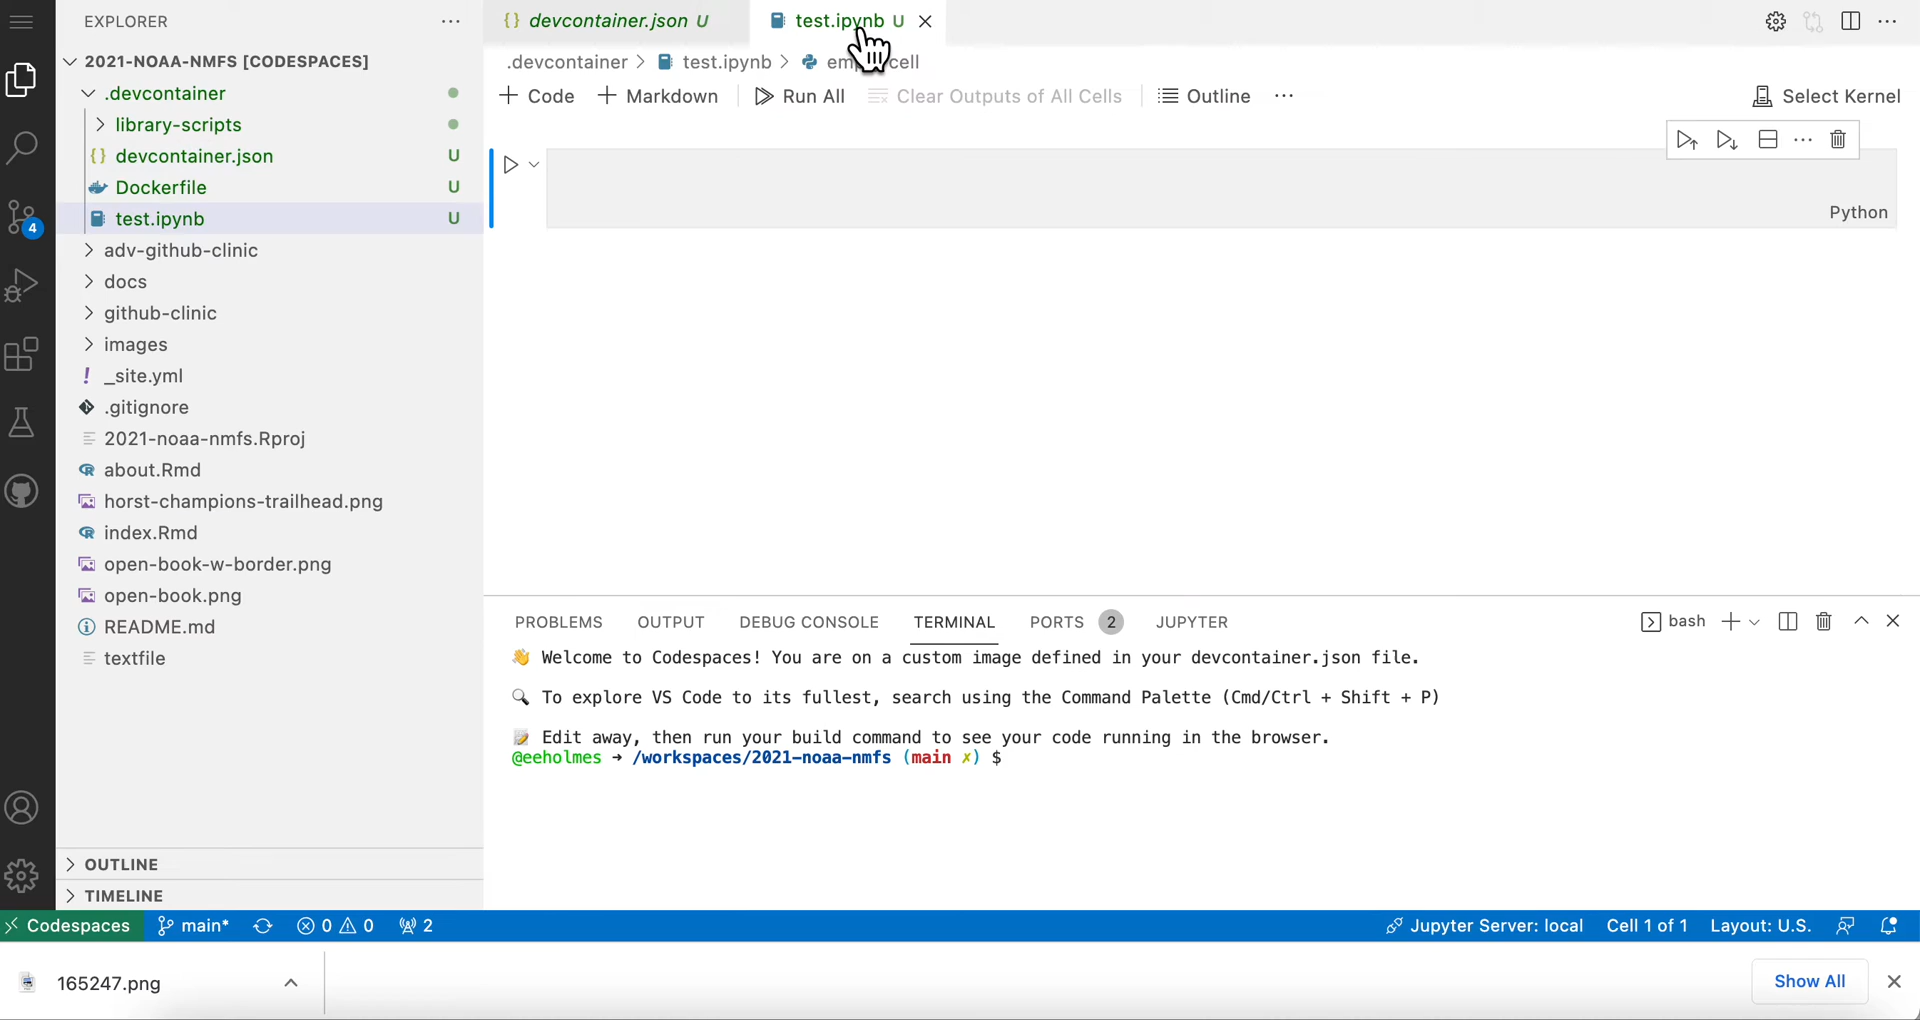 EXPLORER
2021-NOAA-NMFS [CODESPACES]
.devcontainer
library-scripts
devcontainer.json U
Dockerfile U
test.ipynb U
adv-github-clinic
docs
github-clinic
images
_site.yml
.gitignore
2021-noaa-nmfs.Rproj
about.Rmd
horst-champions-trailhead.png
index.Rmd
open-book-w-border.png
open-book.png
README.md
textfile
OUTLINE
TIMELINE
4
devcontainer.json U
test.ipynb U
.devcontainer > test.ipynb > cell
+ Code + Markdown Run All Clear Outputs of All Cells Outline ... Select Kernel
Python
PROBLEMS OUTPUT DEBUG CONSOLE TERMINAL PORTS 2 JUPYTER
bash
👋 Welcome to Codespaces! You are on a custom image defined in your devcontainer.json file.
🔍 To explore VS Code to its fullest, search using the Command Palette (Cmd/Ctrl + Shift + P)
📝 Edit away, then run your build command to see your code running in the browser.
@eeholmes → /workspaces/2021-noaa-nmfs (main ✗) $
Codespaces main* 0 0 2 Jupyter Server: local Cell 1 of 1 Layout: U.S.
165247.png Show All